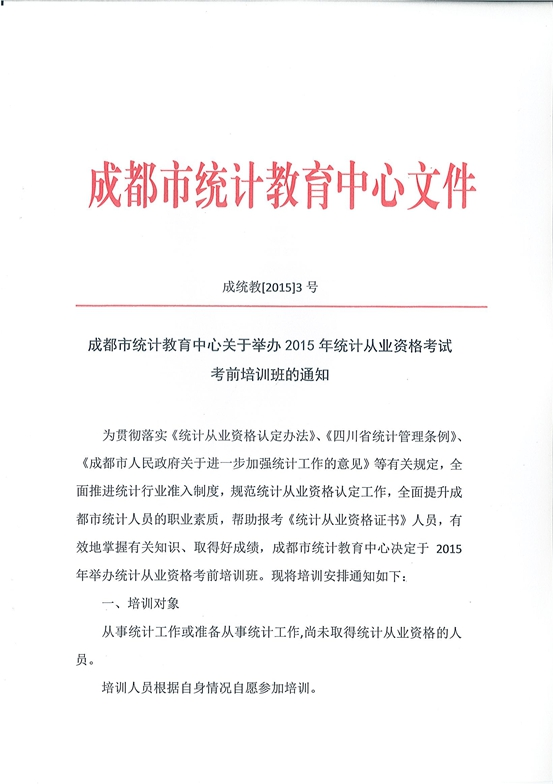 成都市统计教育中心文件
成统教[2015]3 号
成都市统计教育中心关于举办 2015 年统计从业资格考试
考前培训班的通知
为贯彻落实《统计从业资格认定办法》、《四川省统计管理条例》、
《成都市人民政府关于进一步加强统计工作的意见》等有关规定，全
面推进统计行业准入制度，规范统计从业资格认定工作，全面提升成
都市统计人员的职业素质，帮助报考《统计从业资格证书》人员，有
效地掌握有关知识、取得好成绩，成都市统计教育中心决定于 2015
年举办统计从业资格考前培训班。现将培训安排通知如下：
一、培训对象
从事统计工作或准备从事统计工作,尚未取得统计从业资格的人
员。
培训人员根据自身情况自愿参加培训。